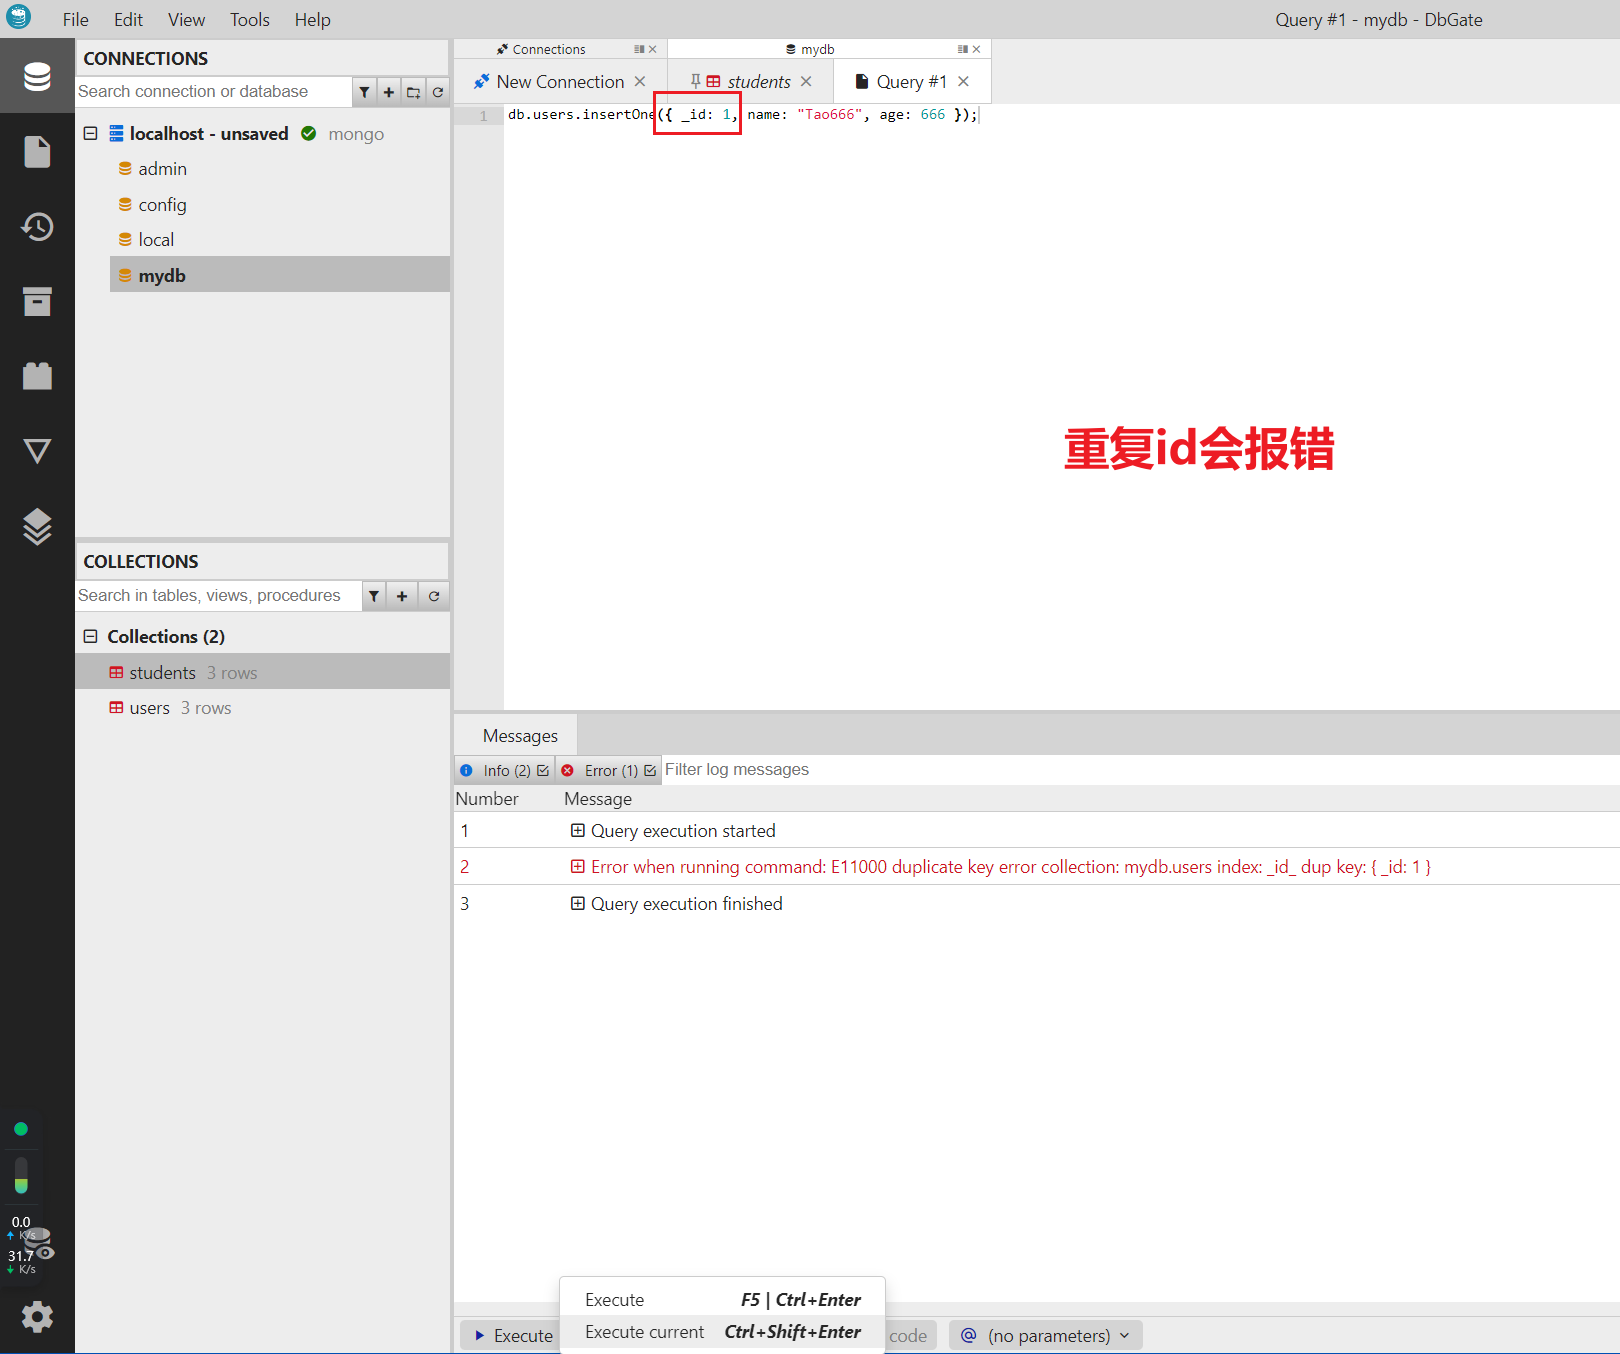 File Edit View Tools Help
Query #1 - mydb - DbGate
CONNECTIONS
Search connection or database
localhost - unsaved mongo
admin
config
local
mydb
COLLECTIONS
Search in tables, views, procedures
Collections (2)
students 3 rows
users 3 rows
0.0
K/s
31.7
K/s
Connections
mydb
New Connection
students
Query #1
1 db.users.insertOne({ _id: 1, name: "Tao666", age: 666 });
重复id会报错
Messages
Info (2) Error (1) Filter log messages
Number Message
1 Query execution started
2 Error when running command: E11000 duplicate key error collection: mydb.users index: _id_ dup key: { _id: 1 }
3 Query execution finished
Execute F5 | Ctrl+Enter
Execute current Ctrl+Shift+Enter
Execute code (no parameters)